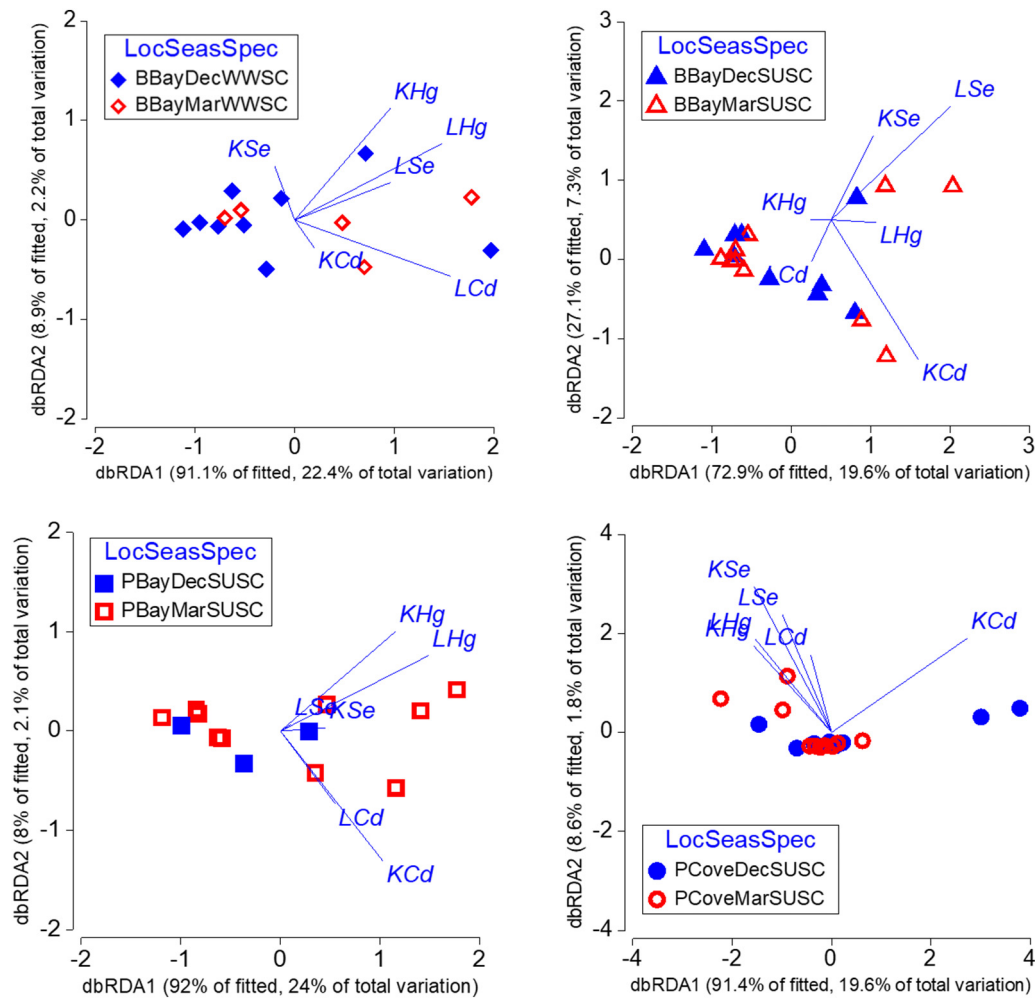 2
LocSeasSpec
BBayDecWWSC
BBayMarWWSC
KHg
LHg
KSe
LSe
KCd
LCd
1
0
-1
-2
dbRDA2 (8.9% of fitted, 2.2% of total variation)
-2
-1
0
1
2
dbRDA1 (91.1% of fitted, 22.4% of total variation)
3
LocSeasSpec
BBayDecSUSC
BBayMarSUSC
LSe
KSe
KHg
LHg
Cd
KCd
2
1
0
-1
-2
dbRDA2 (27.1% of fitted, 7.3% of total variation)
-2
-1
0
1
2
3
dbRDA1 (72.9% of fitted, 19.6% of total variation)
2
LocSeasSpec
PBayDecSUSC
PBayMarSUSC
KHg
LHg
LSe
KSe
LCd
KCd
1
0
-1
-2
dbRDA2 (8% of fitted, 2.1% of total variation)
-2
-1
0
1
2
dbRDA1 (92% of fitted, 24% of total variation)
4
KSe
LSe
LHg
KHg
LCd
KCd
2
0
-2
-4
LocSeasSpec
PCoveDecSUSC
PCoveMarSUSC
dbRDA2 (8.6% of fitted, 1.8% of total variation)
-4
-2
0
2
4
dbRDA1 (91.4% of fitted, 19.6% of total variation)